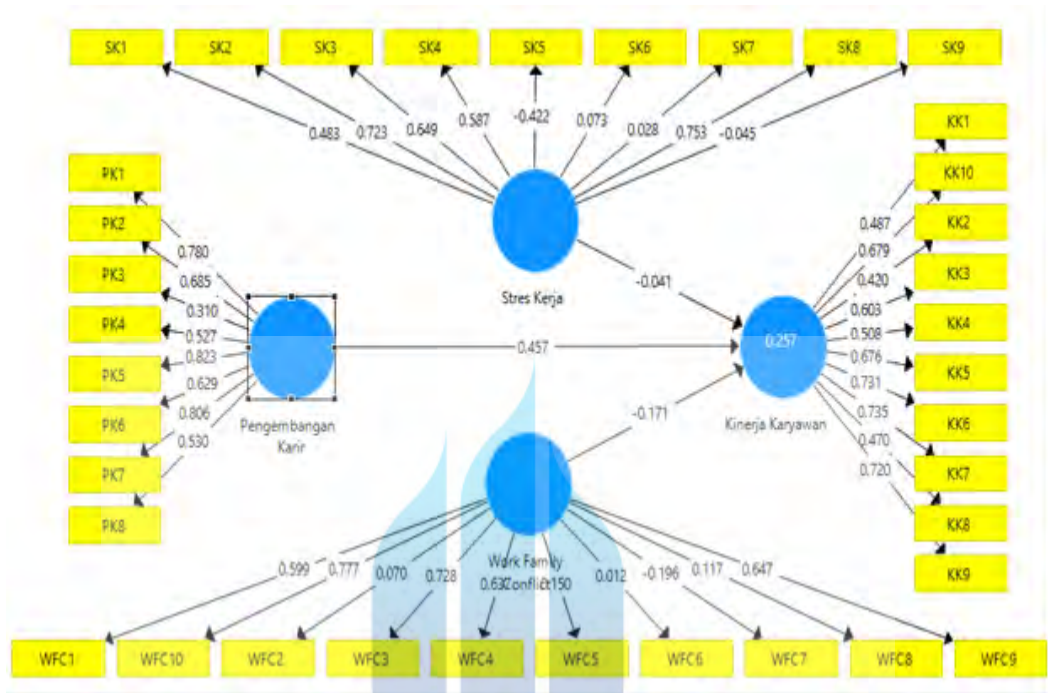 SK1 SK2 SK3 SK4 SK5 SK6 SK7 SK8 SK9
0.483 0.723 0.649 0.587 -0.422 0.073 0.028 0.753 -0.045
PK1
PK2
PK3
PK4
PK5
PK6
PK7
PK8
0.780
0.685
0.310
0.527
0.823
0.629
0.806
0.530
Pengembangan
Karir
Stres Kerja
-0.041
0.457
-0.171
0.257
Kinerja Karyawan
0.487
0.679
0.420
0.603
0.508
0.676
0.731
0.735
0.470
0.720
KK1
KK10
KK2
KK3
KK4
KK5
KK6
KK7
KK8
KK9
Work Family
Conflict
0.599 0.777 0.070 0.728 0.012 -0.196 0.117 0.647
WFC1 WFC10 WFC2 WFC3 WFC4 WFC5 WFC6 WFC7 WFC8 WFC9